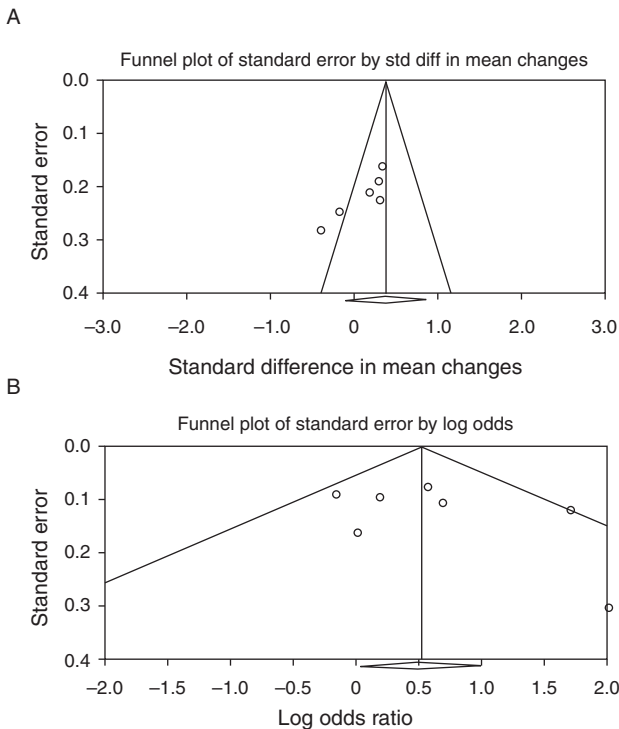 A
Funnel plot of standard error by std diff in mean changes
Standard error
0.0
0.1
0.2
0.3
0.4
–3.0 –2.0 –1.0 0 1.0 2.0 3.0
Standard difference in mean changes
B
Funnel plot of standard error by log odds
Standard error
0.0
0.1
0.2
0.3
0.4
–2.0 –1.0 –0.5 –0.5 0 0.5 1.0 1.5 2.0
Log odds ratio